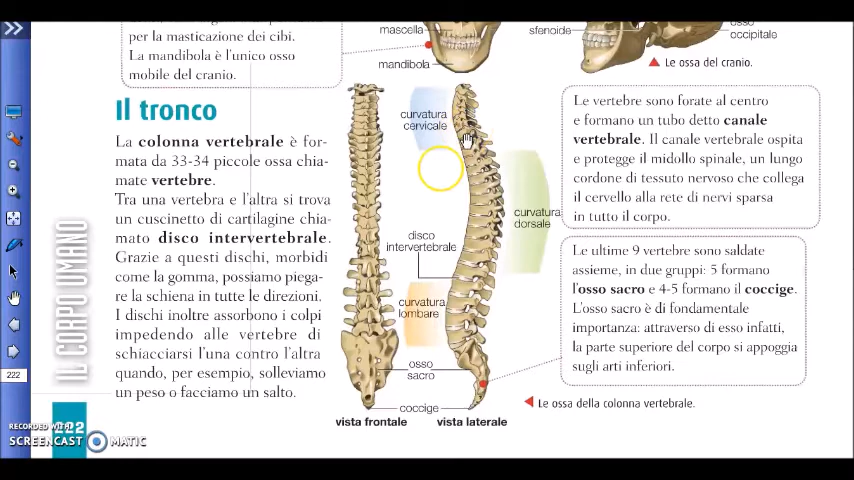 per la masticazione dei cibi.
La mandibola è l'unico osso
mobile del cranio.
mascella
mandibola
sfenoide
osso
occipitale
Le ossa del cranio.
Il tronco
La colonna vertebrale è for-
mata da 33-34 piccole ossa chia-
mate vertebre.
Tra una vertebra e l'altra si trova
un cuscinetto di cartilagine chia-
mato disco intervertebrale.
Grazie a questi dischi, morbidi
come la gomma, possiamo piega-
re la schiena in tutte le direzioni.
I dischi inoltre assorbono i colpi
impedendo alle vertebre di
schiacciarsi l'una contro l'altra
quando, per esempio, solleviamo
un peso o facciamo un salto.
curvatura
cervicale
disco
intervertebrale
curvatura
dorsale
curvatura
lombare
osso
sacro
coccige
vista frontale
vista laterale
Le vertebre sono forate al centro
e formano un tubo detto canale
vertebrale. Il canale vertebrale ospita
e protegge il midollo spinale, un lungo
cordone di tessuto nervoso che collega
il cervello alla rete di nervi sparsa
in tutto il corpo.
Le ultime 9 vertebre sono saldate
assieme, in due gruppi: 5 formano
l'osso sacro e 4-5 formano il coccige.
L'osso sacro è di fondamentale
importanza: attraverso di esso infatti,
la parte superiore del corpo si appoggia
sugli arti inferiori.
Le ossa della colonna vertebrale.
IL CORPO UMANO
222
222
RECORDED WITH
SCREENCAST MATIC